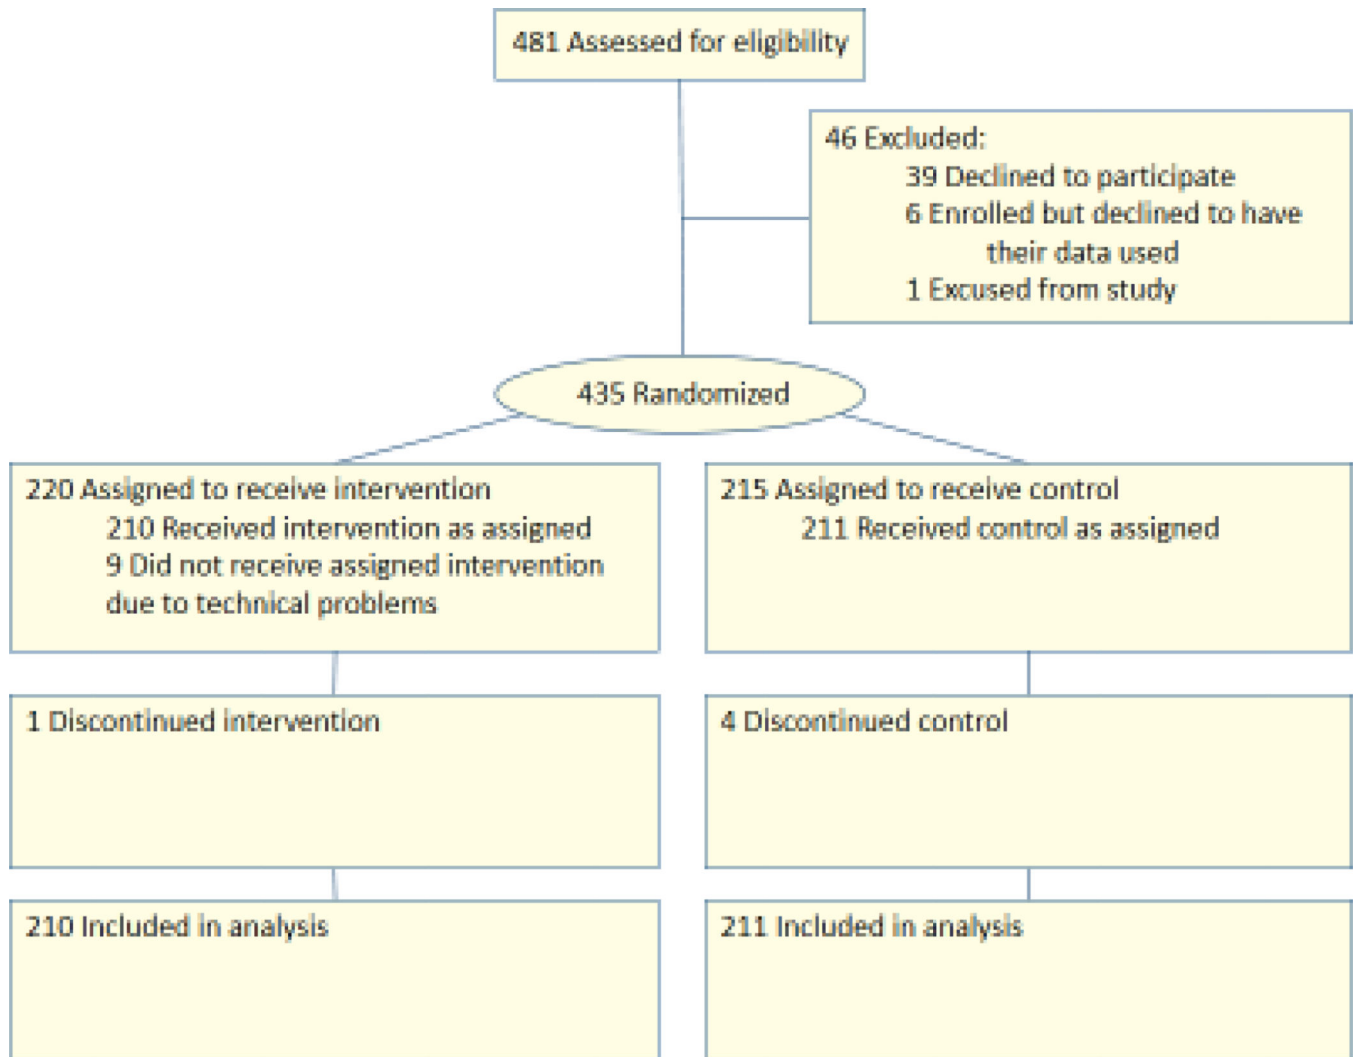 481 Assessed for eligibility
46 Excluded:
39 Declined to participate
6 Enrolled but declined to have
their data used
1 Excused from study
435 Randomized
220 Assigned to receive intervention
210 Received intervention as assigned
9 Did not receive assigned intervention
due to technical problems
215 Assigned to receive control
211 Received control as assigned
1 Discontinued intervention
4 Discontinued control
210 Included in analysis
211 Included in analysis